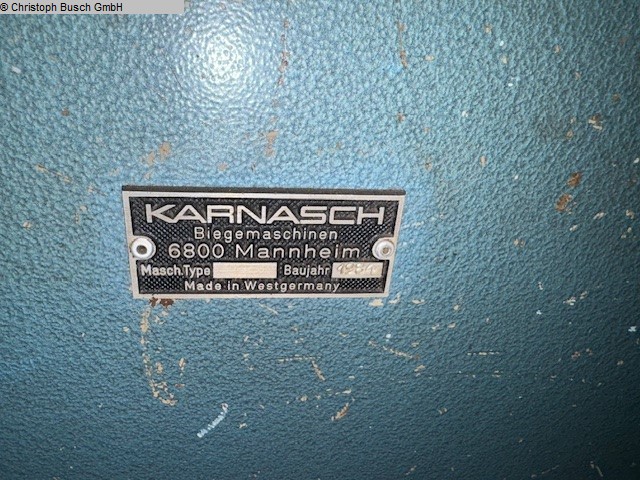 © Christoph Busch GmbH
KARNASCH
Biegemaschinen
6800 Mannheim
Masch.Type Baujahr
Made in Westgermany